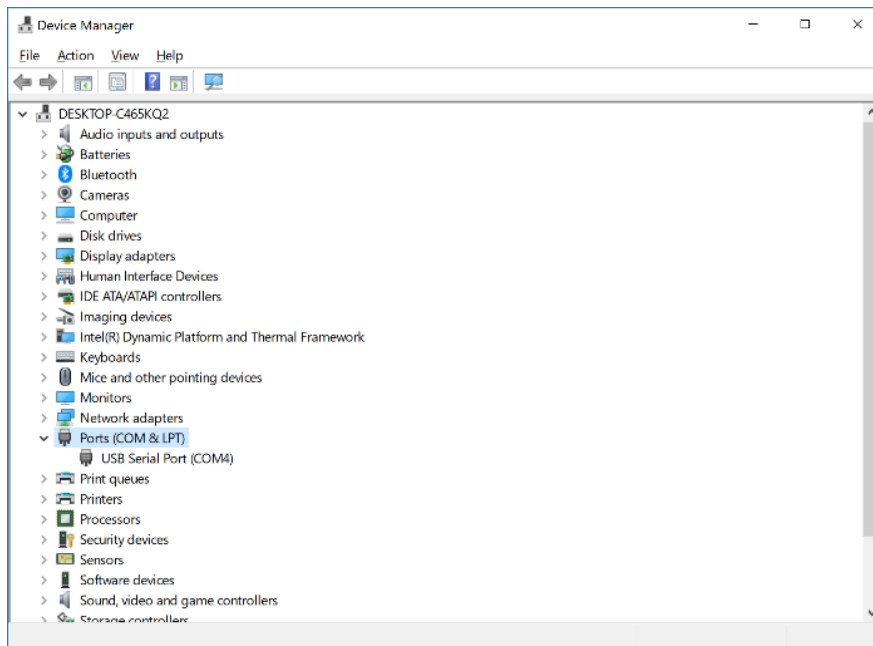 Device Manager
File Action View Help
DESKTOP-C465KQ2
Audio inputs and outputs
Batteries
Bluetooth
Cameras
Computer
Disk drives
Display adapters
Human Interface Devices
IDE ATA/ATAPI controllers
Imaging devices
Intel(R) Dynamic Platform and Thermal Framework
Keyboards
Mice and other pointing devices
Monitors
Network adapters
Ports (COM & LPT)
USB Serial Port (COM4)
Print queues
Printers
Processors
Security devices
Sensors
Software devices
Sound, video and game controllers
Storage controllers